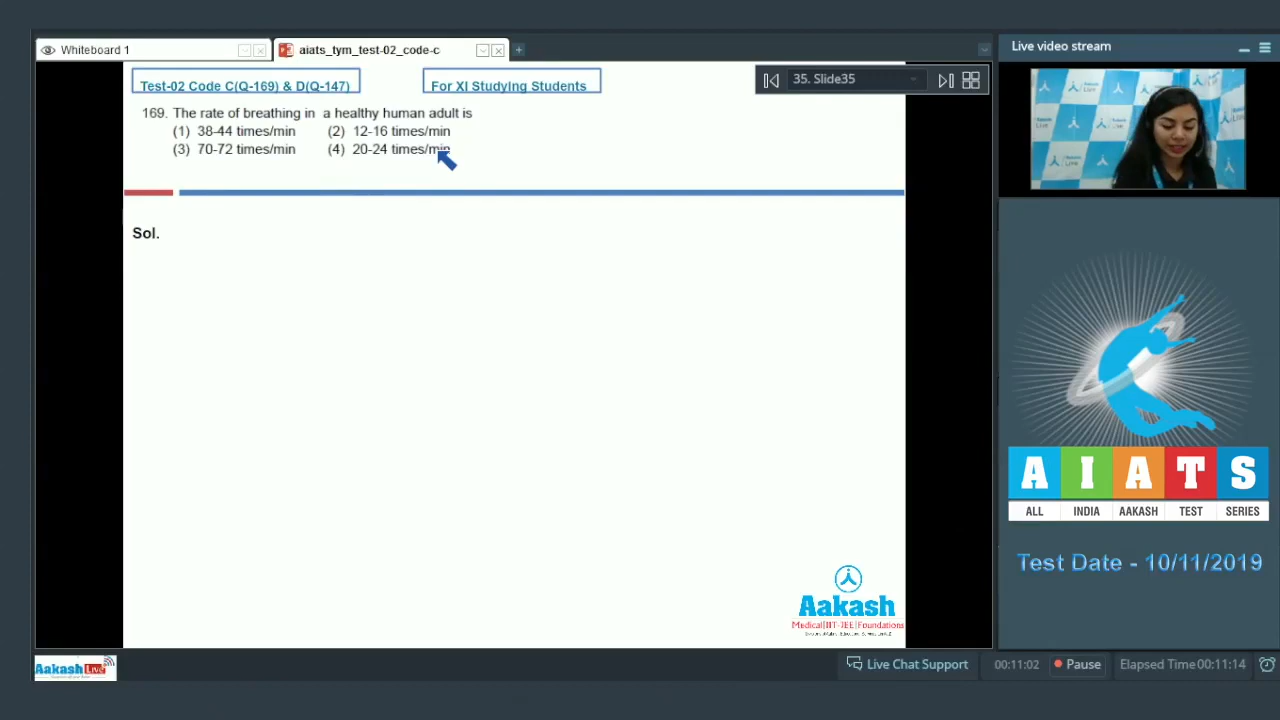 Whiteboard 1
aiats_tym_test-02_code-c
Live video stream
Test-02 Code C(Q-169) & D(Q-147)
For XI Studying Students
35. Slide35
169. The rate of breathing in a healthy human adult is
(1) 38-44 times/min (2) 12-16 times/min
(3) 70-72 times/min (4) 20-24 times/min
Sol.
A I A T S
ALL INDIA AAKASH TEST SERIES
Test Date - 10/11/2019
Aakash
Medical|IIT-JEE|Foundations
Aakash Live
Live Chat Support
00:11:02
Pause
Elapsed Time 00:11:14